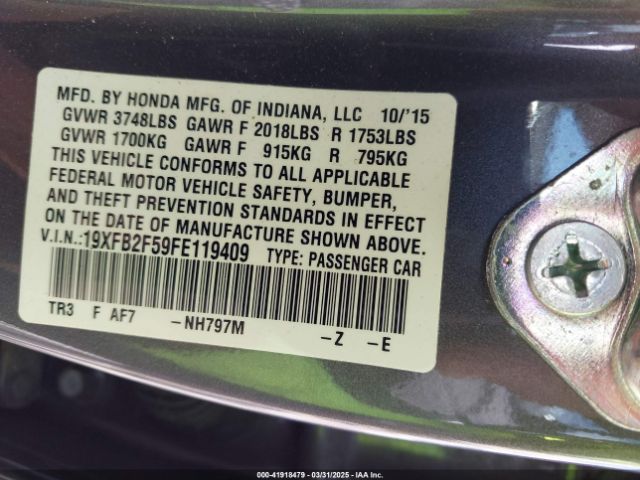 MFD. BY HONDA MFG. OF INDIANA, LLC 10/'15
GVWR 3748LBS GAWR F 2018LBS R 1753LBS
GVWR 1700KG GAWR F 915KG R 795KG
THIS VEHICLE CONFORMS TO ALL APPLICABLE
FEDERAL MOTOR VEHICLE SAFETY, BUMPER,
AND THEFT PREVENTION STANDARDS IN EFFECT
ON THE DATE OF MANUFACTURE SHOWN ABOVE.
V.I.N.:19XFB2F59FE119409 TYPE: PASSENGER CAR
TR3 F AF7 -NH797M -Z -E
000-41918479 - 03/31/2025 - IAA Inc.